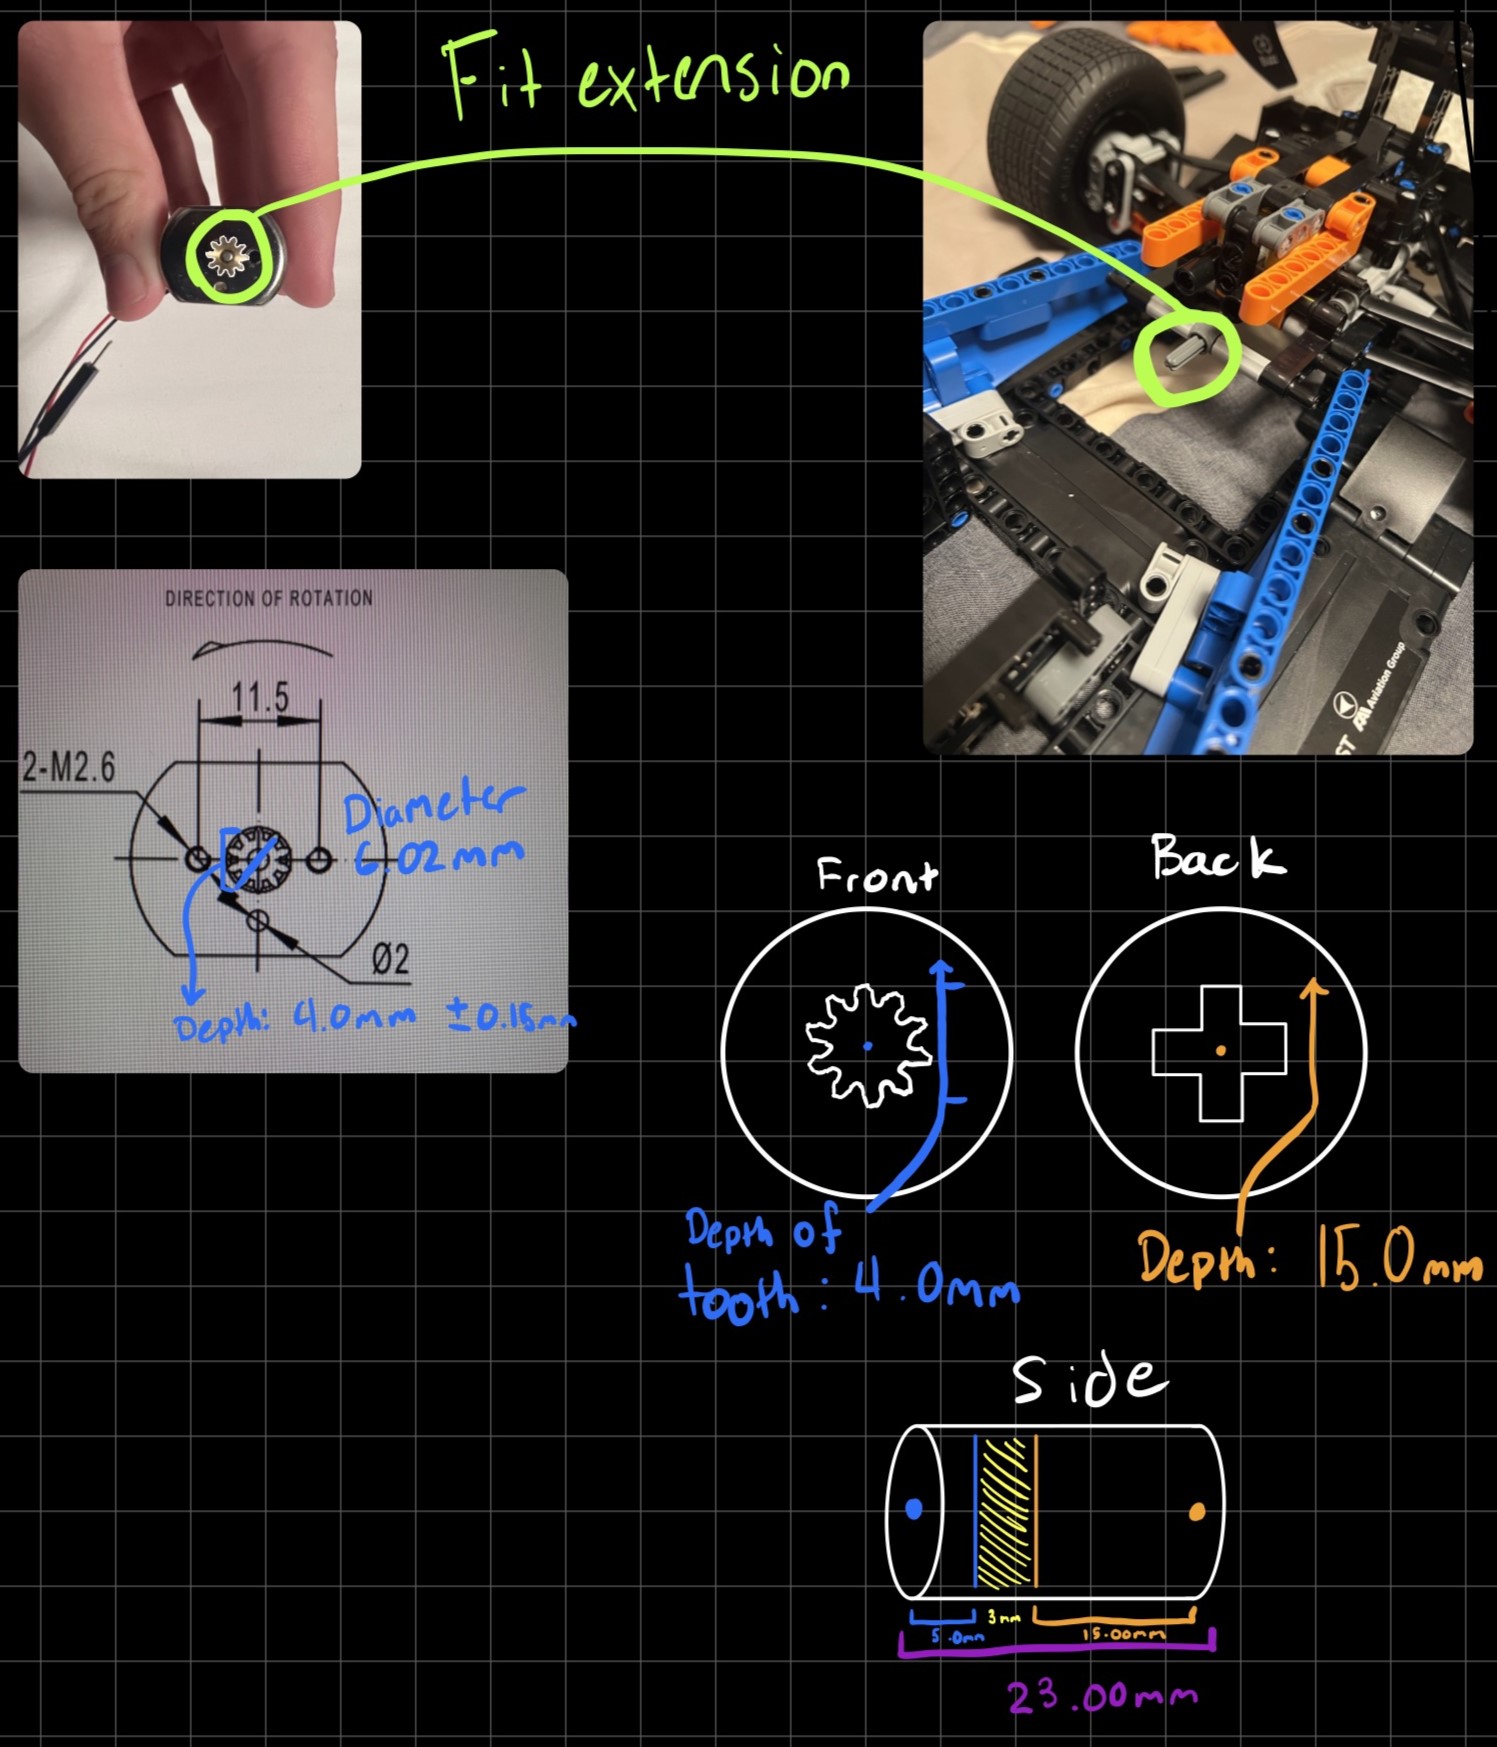 Fit extension
DIRECTION OF ROTATION
11.5
2-M2.6
Diameter
6.02mm
Ø2
Depth: 4.0mm ±0.15mm
ST FA Aviation Group
Front
Back
Depth of
tooth: 4.0mm
Depth: 15.0mm
Side
5.0mm
3mm
15.00mm
23.00mm